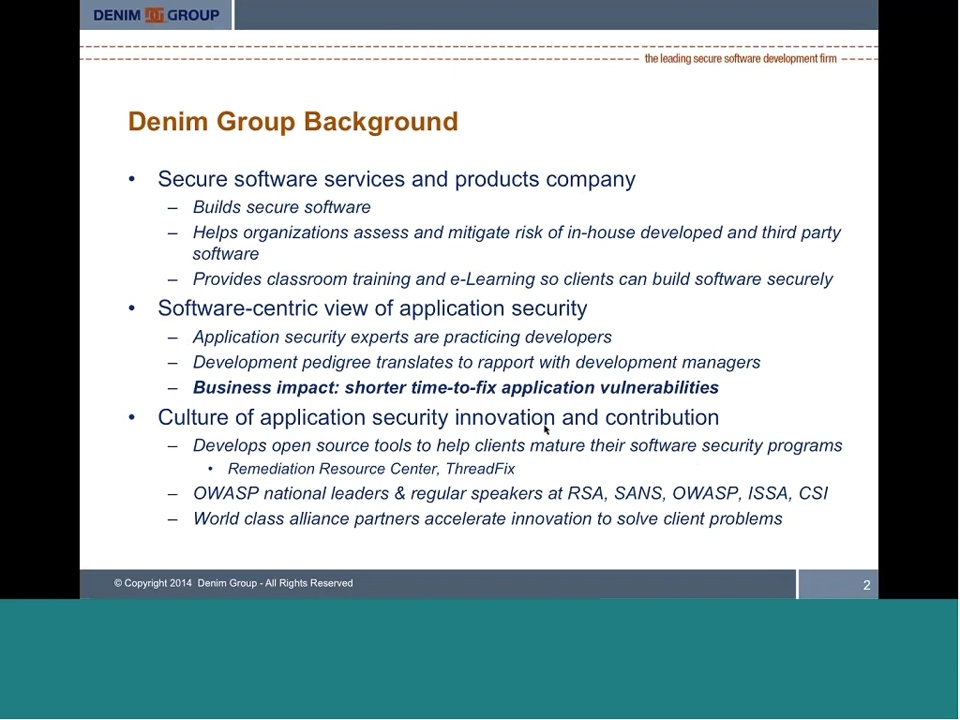 DENIM GROUP
the leading secure software development firm
Denim Group Background
• Secure software services and products company
– Builds secure software
– Helps organizations assess and mitigate risk of in-house developed and third party
software
– Provides classroom training and e-Learning so clients can build software securely
• Software-centric view of application security
– Application security experts are practicing developers
– Development pedigree translates to rapport with development managers
– Business impact: shorter time-to-fix application vulnerabilities
• Culture of application security innovation and contribution
– Develops open source tools to help clients mature their software security programs
• Remediation Resource Center, ThreadFix
– OWASP national leaders & regular speakers at RSA, SANS, OWASP, ISSA, CSI
– World class alliance partners accelerate innovation to solve client problems
© Copyright 2014 Denim Group - All Rights Reserved
2